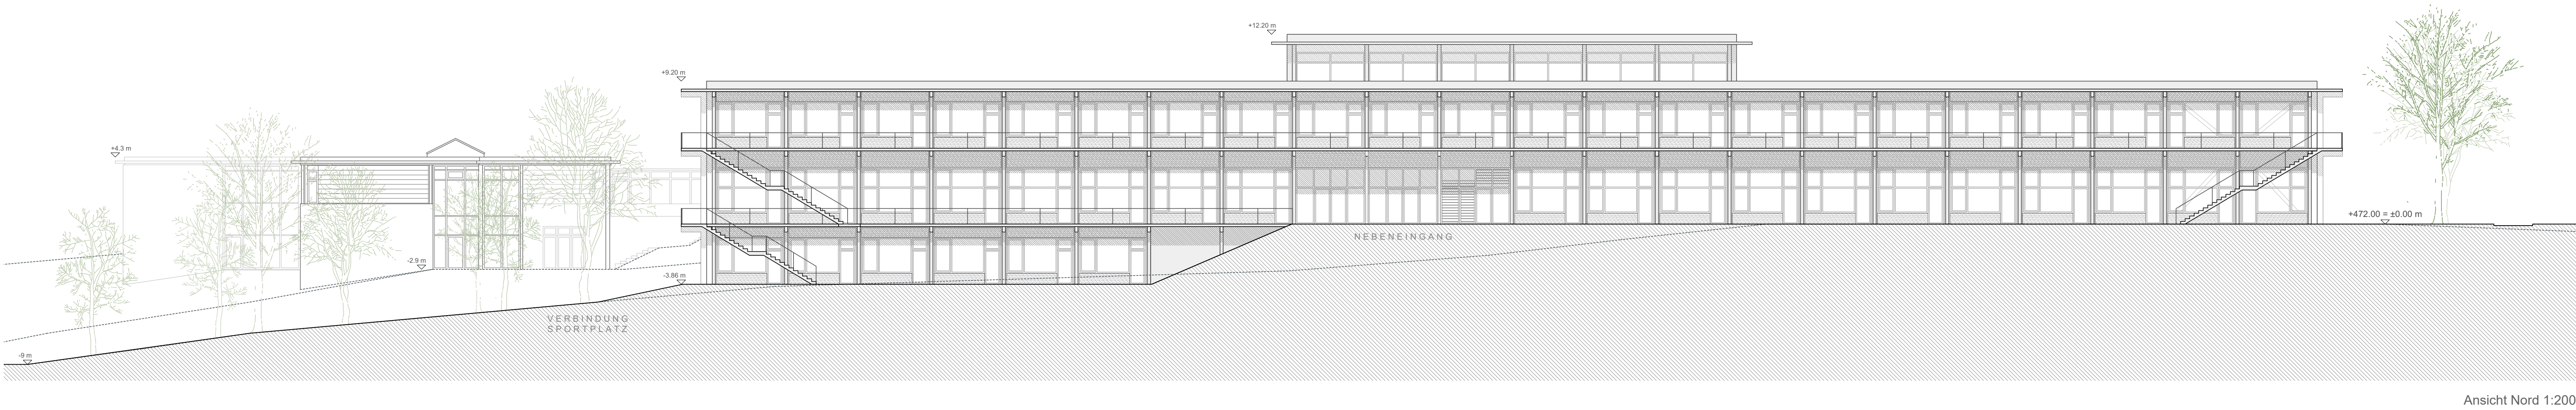 +12.20 m
+9.20 m
+4.3 m
+472.00 = ±0.00 m
NEBENEINGANG
-2.9 m
-3.86 m
VERBINDUNG
SPORTPLATZ
-9 m
Ansicht Nord 1:200